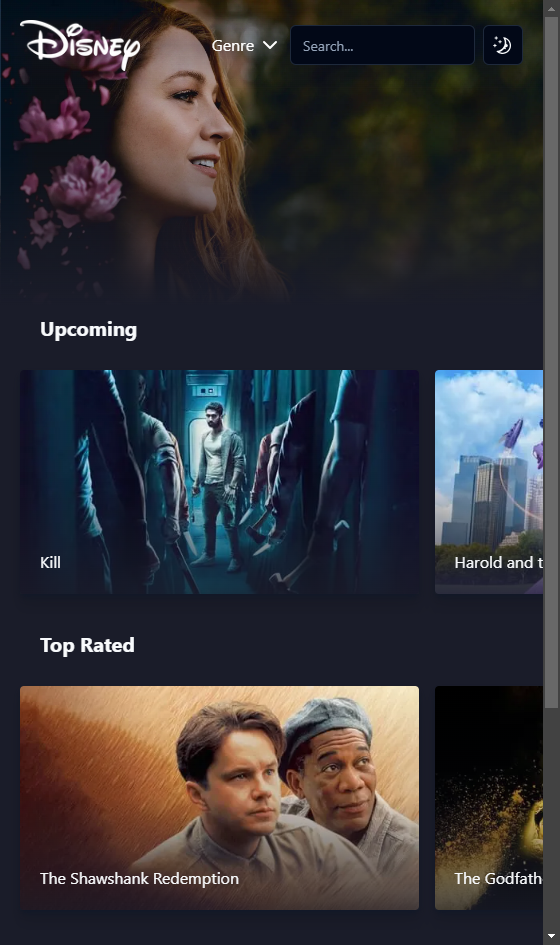 Disney
Genre
Search...
Upcoming
Kill
Harold and t
Top Rated
The Shawshank Redemption
The Godfath